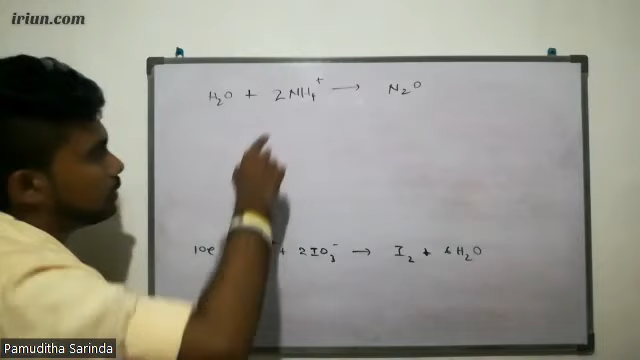 iriun.com
H₂O + 2NH₄⁺ → N₂O
10e + 2IO₃⁻ → I₂ + 6H₂O
Pamuditha Sarinda